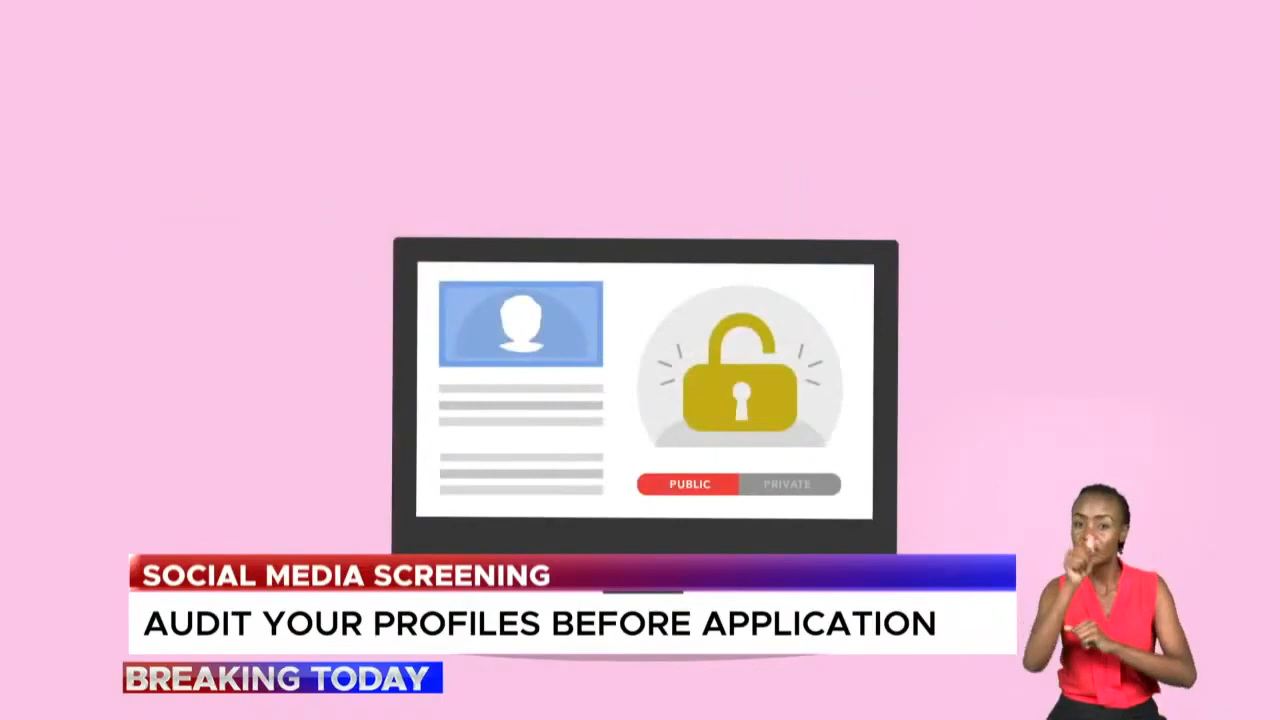 PUBLIC PRIVATE
SOCIAL MEDIA SCREENING
AUDIT YOUR PROFILES BEFORE APPLICATION
BREAKING TODAY